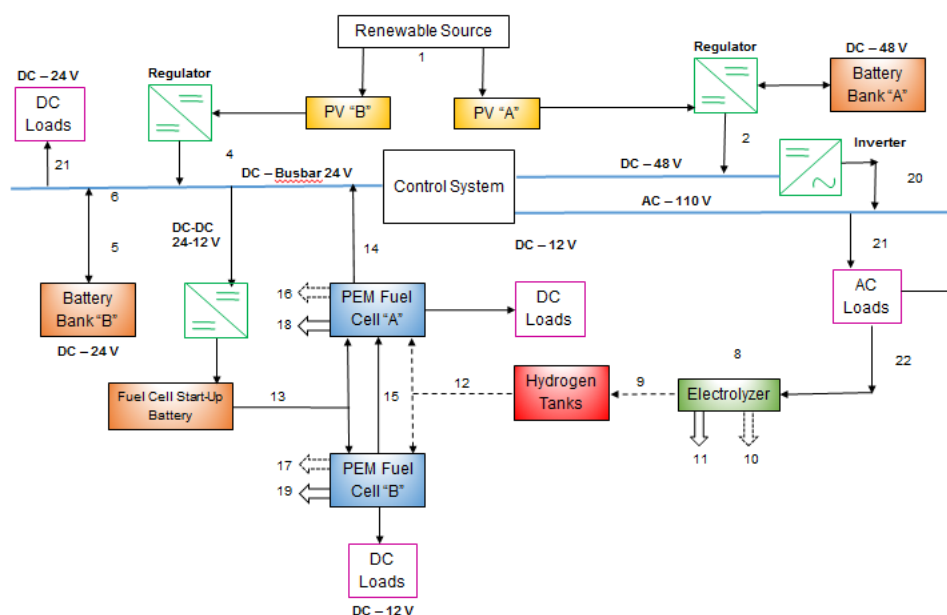 Renewable Source
1
Regulator
DC – 48 V
DC – 24 V
Regulator
DC
Loads
PV “B”
PV “A”
Battery
Bank “A”
21
4
2
Inverter
DC – Busbar 24 V
Control System
DC – 48 V
20
6
AC – 110 V
DC-DC
24-12 V
5
14
DC – 12 V
21
Battery
Bank “B”
DC – 24 V
16
18
PEM Fuel
Cell “A”
DC
Loads
AC
Loads
8
22
Fuel Cell Start-Up
Battery
13
15
12
Hydrogen
Tanks
9
Electrolyzer
11
10
17
19
PEM Fuel
Cell “B”
DC
Loads
DC – 12 V